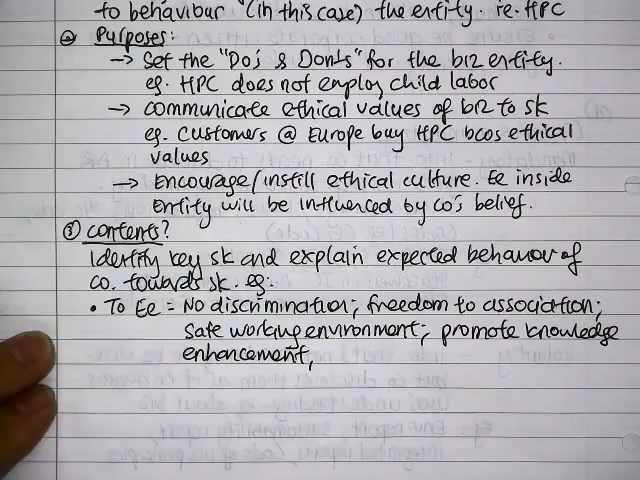 to behaviour (in this case) the entity. ie. HPC
② Purposes:
→ Set the "Do's & Donts" for the biz entity.
eg. HPC does not employ child labor
→ communicate ethical values of biz to sk
eg. customers @ Europe buy HPC bcos ethical
values
→ Encourage/instill ethical culture. Ee inside
entity will be influenced by co's belief.
③ contents?
Identify key sk and explain expected behaviour of
co. towards sk. eg:
• To Ee = No discrimination; freedom to association;
safe working environment; promote knowledge
enhancement,